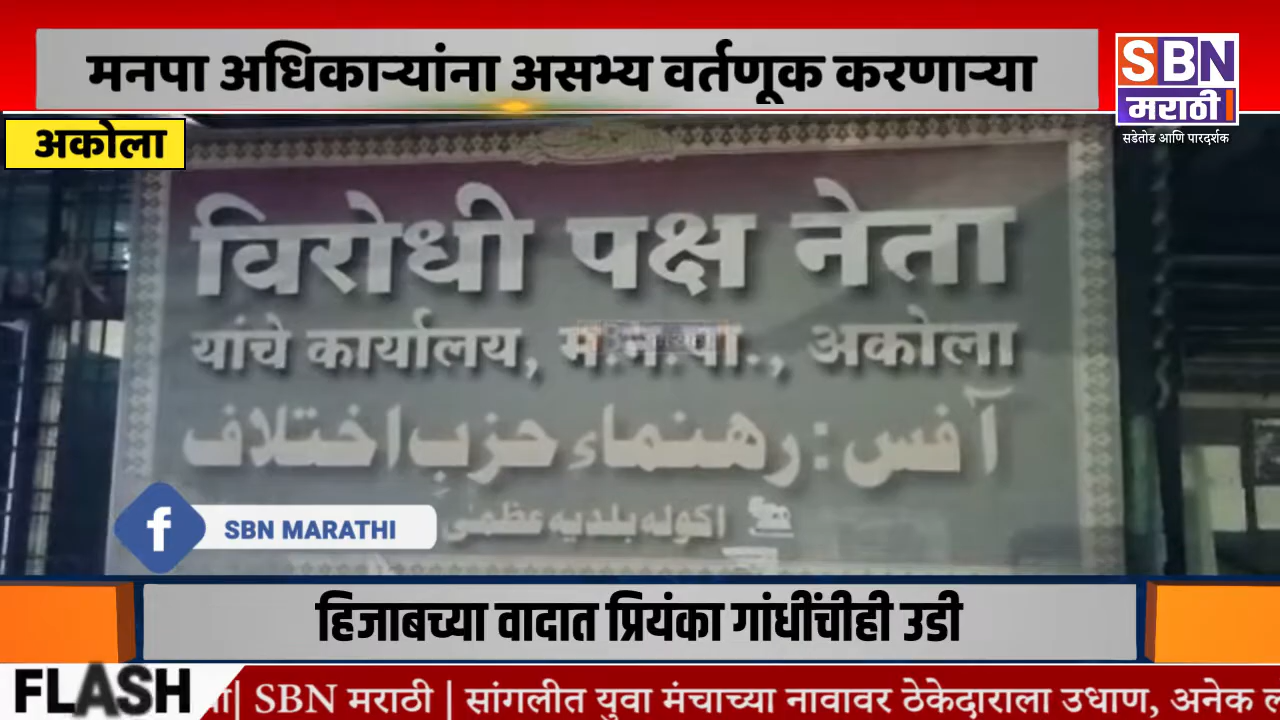 मनपा अधिकाऱ्यांना असभ्य वर्तणूक करणाऱ्या
SBN
मराठी
सडेतोड आणि पारदर्शक
अकोला
विरोधी पक्ष नेता
यांचे कार्यालय, म.न.पा., अकोला
آفس : رهنماء حزبِ اختلاف
اکولہ بلدیہ عظمیٰ
f SBN MARATHI
हिजाबच्या वादात प्रियंका गांधींचीही उडी
FLASH | SBN मराठी | सांगलीत युवा मंचाच्या नावावर ठेकेदाराला उधाण, अनेक